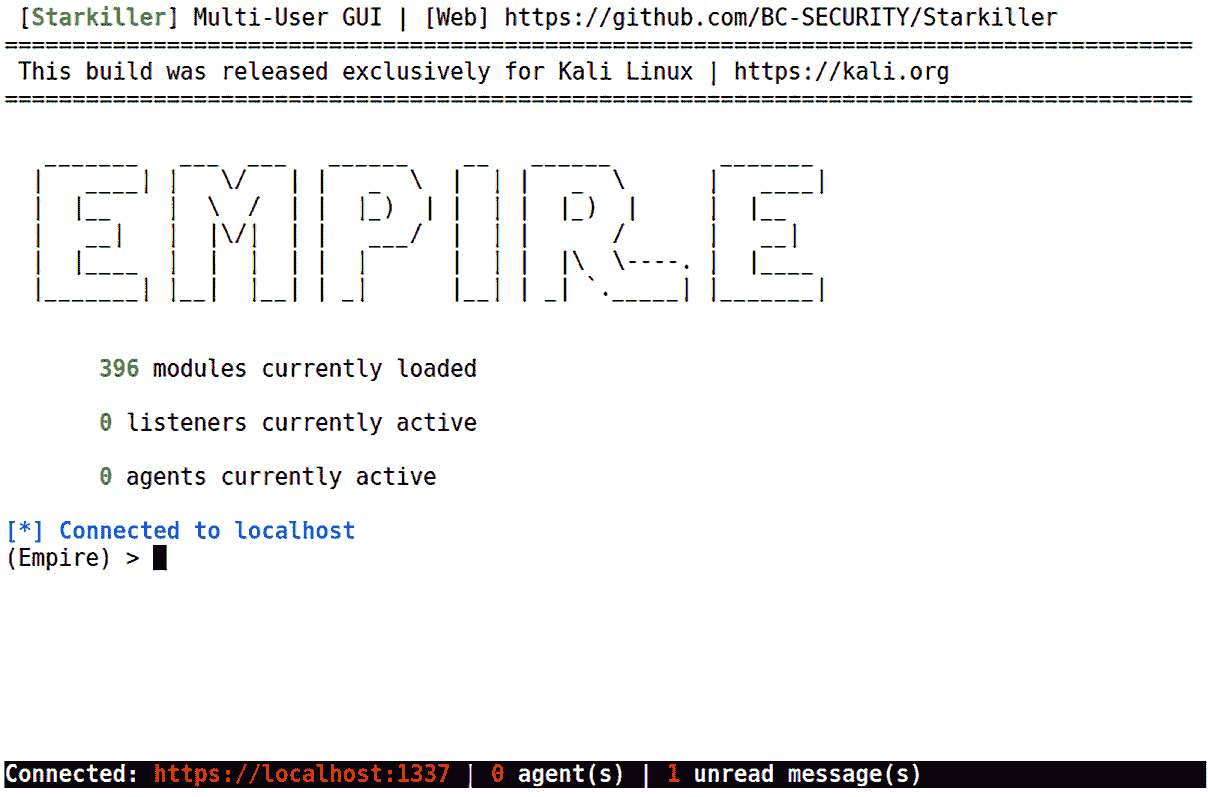 [Starkiller] Multi-User GUI | [Web] https://github.com/BC-SECURITY/Starkiller
This build was released exclusively for Kali Linux | https://kali.org
EMPIRE
396 modules currently loaded
0 listeners currently active
0 agents currently active
[*] Connected to localhost
(Empire) >
Connected: https://localhost:1337 | 0 agent(s) | 1 unread message(s)